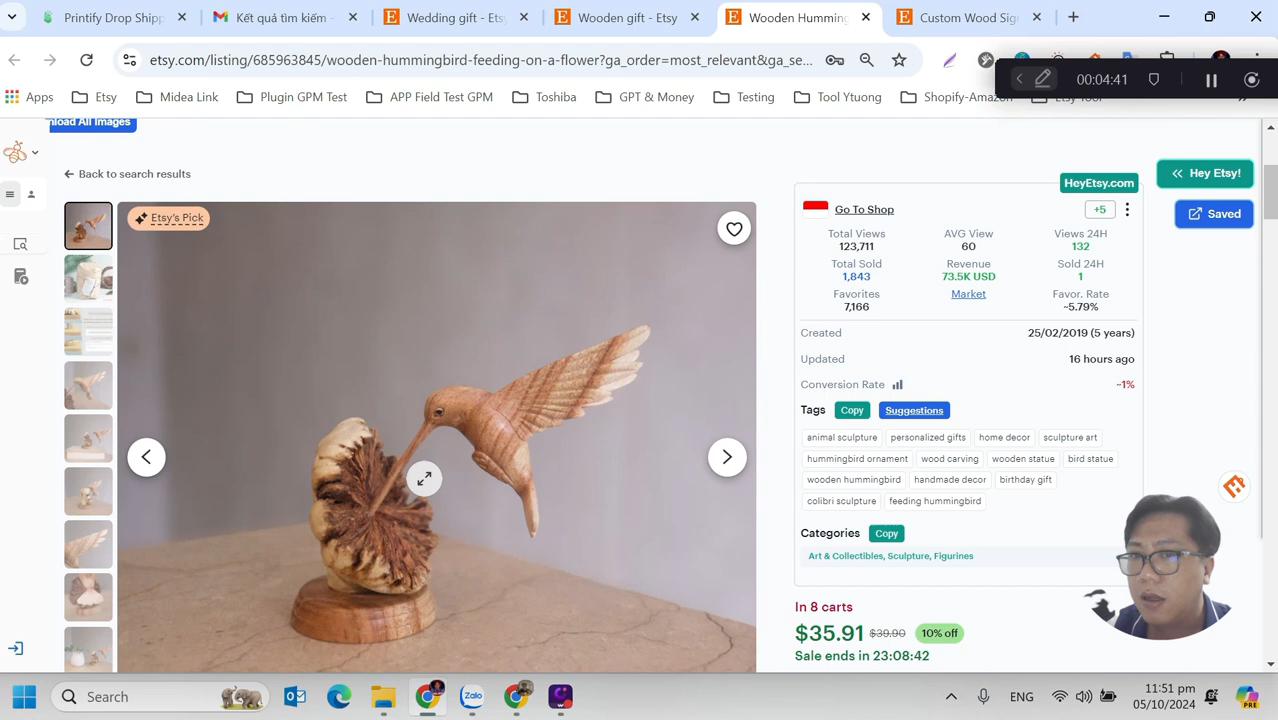 Printify Drop Shipp
Kết quả tìm kiếm -
Wedding gift - Etsy
Wooden gift - Etsy
Wooden Humming
Custom Wood Sig
etsy.com/listing/685963845/wooden-hummingbird-feeding-on-a-flower?ga_order=most_relevant&ga_se...
00:04:41
Apps
Etsy
Midea Link
Plugin GPM Test
APP Field Test GPM
Toshiba
GPT & Money
Testing
Tool Ytuong
Shopify-Amazo
Download All Images
Back to search results
HeyEtsy.com
Hey Etsy!
Saved
Etsy's Pick
Go To Shop
+5
Total Views
AVG View
Views 24H
123,711
60
132
Total Sold
Revenue
Sold 24H
1,843
73.5K USD
1
Favorites
Market
Favor. Rate
7,166
~5.79%
Created
25/02/2019 (5 years)
Updated
16 hours ago
Conversion Rate
~1%
Tags
Copy
Suggestions
animal sculpture
personalized gifts
home decor
sculpture art
hummingbird ornament
wood carving
wooden statue
bird statue
wooden hummingbird
handmade decor
birthday gift
colibri sculpture
feeding hummingbird
Categories
Copy
Art & Collectibles, Sculpture, Figurines
In 8 carts
$35.91
$39.90
10% off
Sale ends in 23:08:42
Search
Zalo
ENG
11:51 pm
05/10/2024
PRE